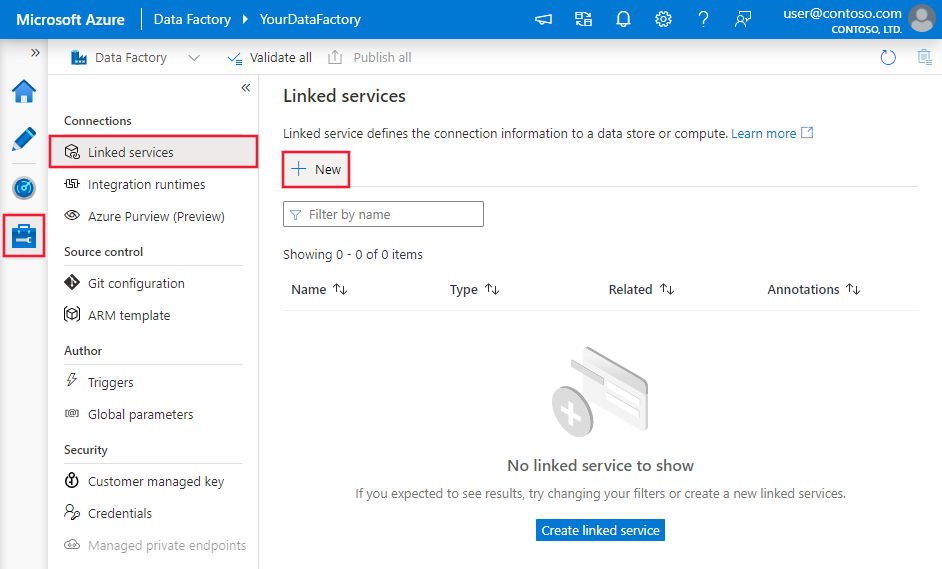 Microsoft Azure Data Factory YourDataFactory user@contoso.com
CONTOSO, LTD.
Data Factory Validate all Publish all
Linked services
Connections
Linked services
Integration runtimes
Azure Purview (Preview)
Source control
Git configuration
ARM template
Author
Triggers
Global parameters
Security
Customer managed key
Credentials
Managed private endpoints
Linked service defines the connection information to a data store or compute. Learn more
New
Filter by name
Showing 0 - 0 of 0 items
Name Type Related Annotations
No linked service to show
If you expected to see results, try changing your filters or create a new linked services.
Create linked service